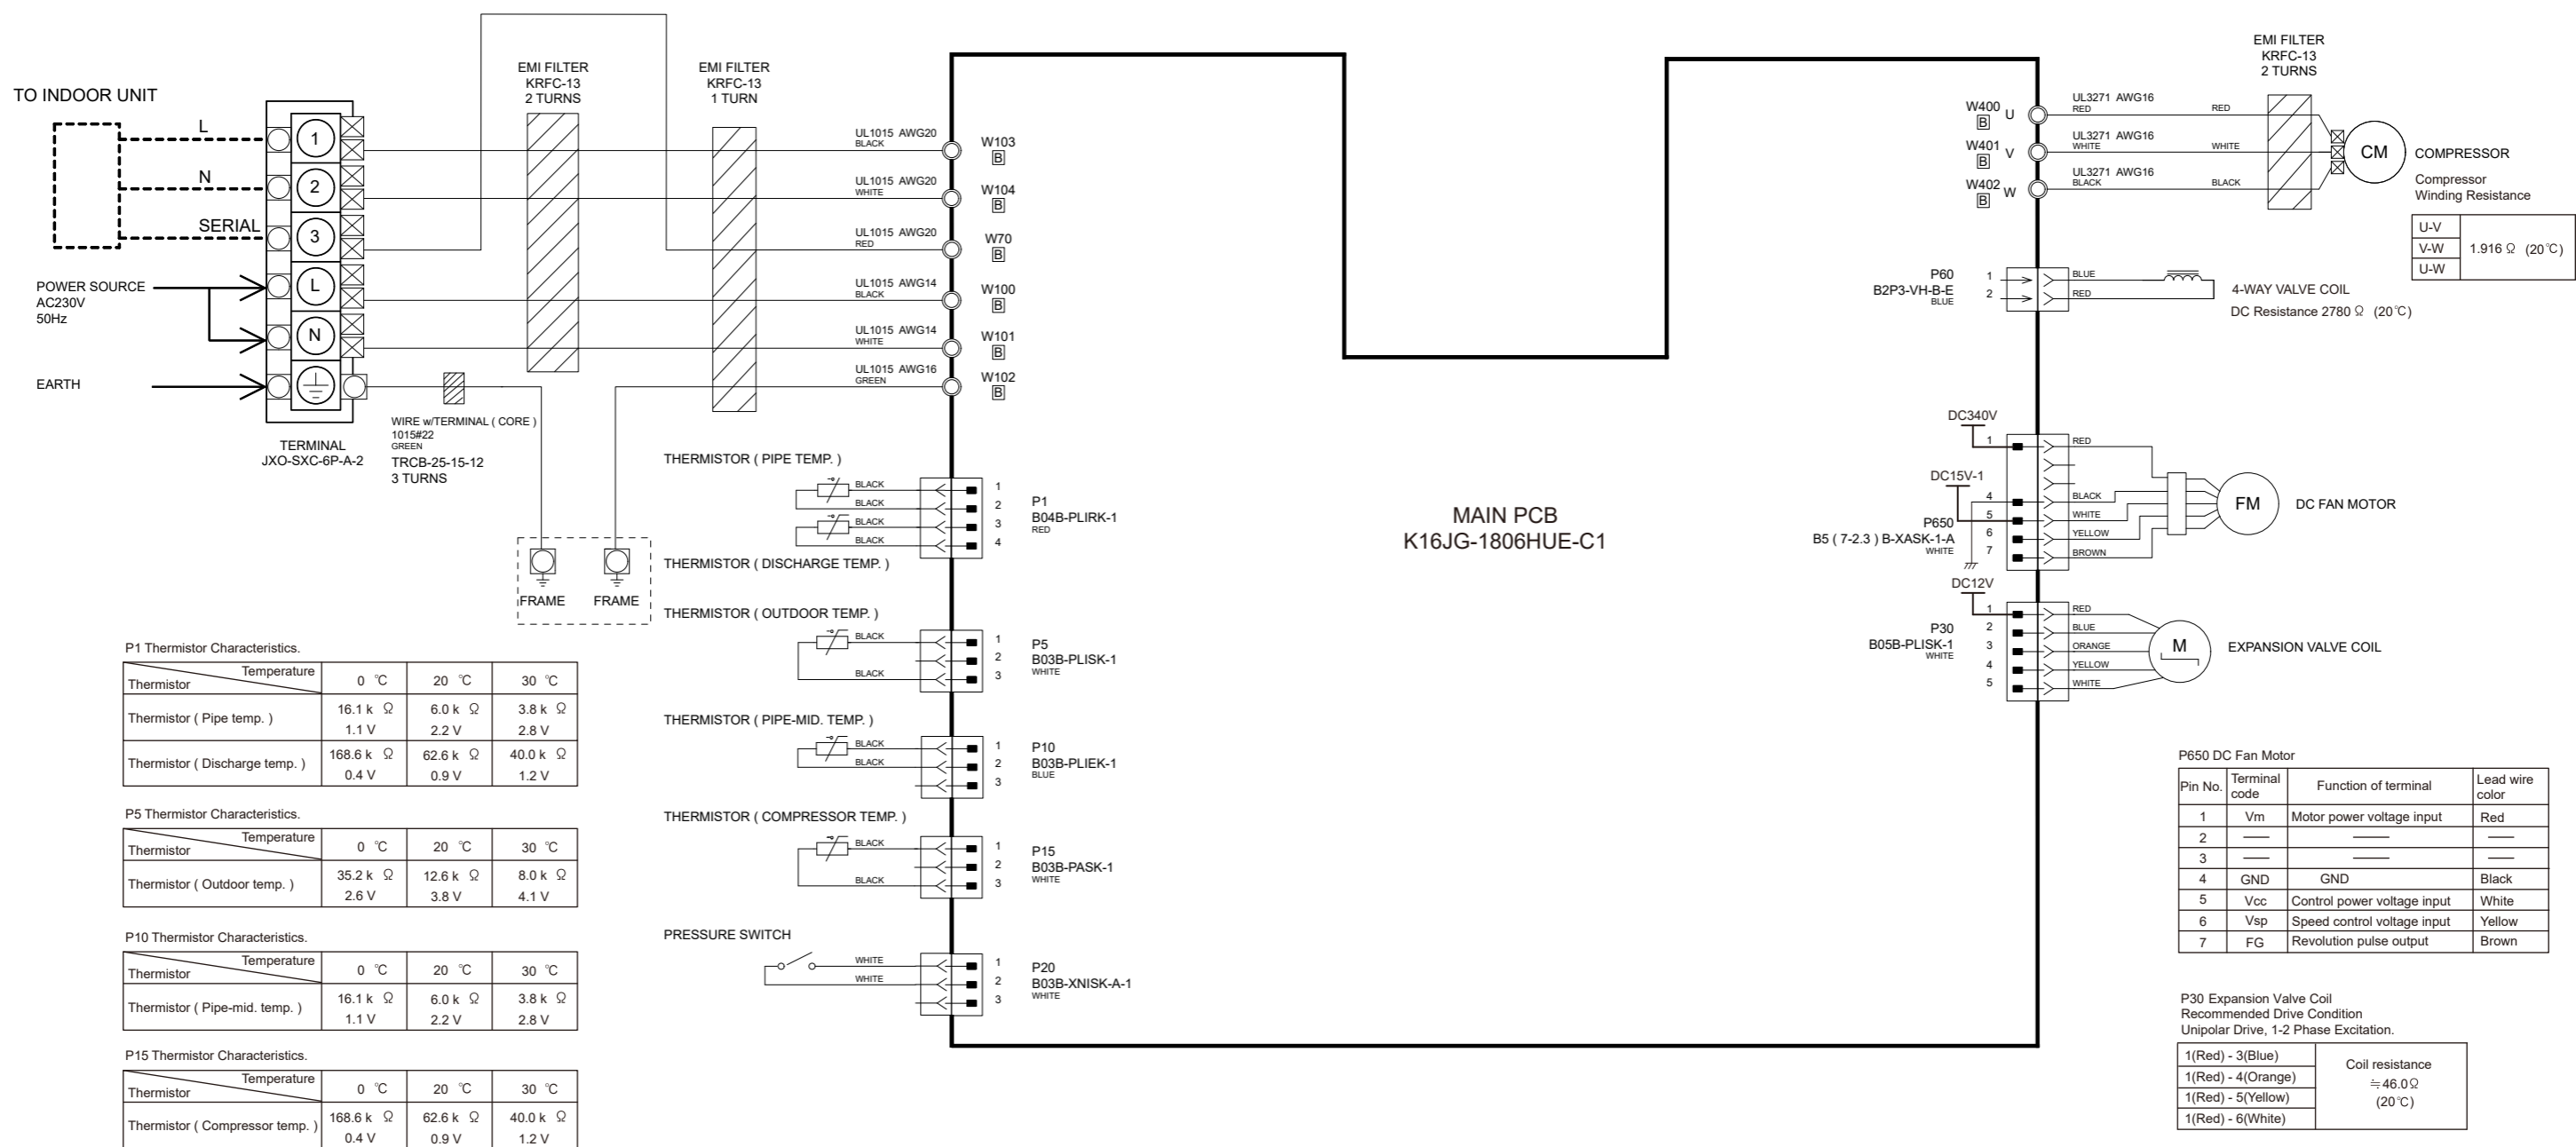 TO INDOOR UNIT
L
N
SERIAL
POWER SOURCE
AC230V
50Hz
EARTH
1
2
3
L
N
TERMINAL
JXO-SXC-6P-A-2
WIRE w/TERMINAL ( CORE )
1015#22
GREEN
TRCB-25-15-12
3 TURNS
EMI FILTER
KRFC-13
2 TURNS
EMI FILTER
KRFC-13
1 TURN
FRAME
FRAME
UL1015 AWG20
BLACK
W103
B
UL1015 AWG20
WHITE
W104
B
UL1015 AWG20
RED
W70
B
UL1015 AWG14
BLACK
W100
B
UL1015 AWG14
WHITE
W101
B
UL1015 AWG16
GREEN
W102
B
THERMISTOR ( PIPE TEMP. )
BLACK
BLACK
BLACK
BLACK
1
2
3
4
P1
B04B-PLIRK-1
RED
THERMISTOR ( DISCHARGE TEMP. )
THERMISTOR ( OUTDOOR TEMP. )
BLACK
BLACK
1
2
3
P5
B03B-PLISK-1
WHITE
THERMISTOR ( PIPE-MID. TEMP. )
BLACK
BLACK
1
2
3
P10
B03B-PLIEK-1
BLUE
THERMISTOR ( COMPRESSOR TEMP. )
BLACK
BLACK
1
2
3
P15
B03B-PASK-1
WHITE
PRESSURE SWITCH
WHITE
WHITE
1
2
3
P20
B03B-XNISK-A-1
WHITE
MAIN PCB
K16JG-1806HUE-C1
W400 U
B
W401 V
B
W402 W
B
UL3271 AWG16
RED
RED
UL3271 AWG16
WHITE
WHITE
UL3271 AWG16
BLACK
BLACK
EMI FILTER
KRFC-13
2 TURNS
CM
COMPRESSOR
Compressor
Winding Resistance
U-V
V-W
U-W
1.916 Ω (20℃)
P60
B2P3-VH-B-E
BLUE
1
2
BLUE
RED
4-WAY VALVE COIL
DC Resistance 2780 Ω (20℃)
DC340V
DC15V-1
P650
B5 ( 7-2.3 ) B-XASK-1-A
WHITE
1
4
5
6
7
RED
BLACK
WHITE
YELLOW
BROWN
FM
DC FAN MOTOR
DC12V
P30
B05B-PLISK-1
WHITE
1
2
3
4
5
RED
BLUE
ORANGE
YELLOW
WHITE
M
EXPANSION VALVE COIL
P1 Thermistor Characteristics.
Temperature
Thermistor
0 ℃ 20 ℃ 30 ℃
Thermistor ( Pipe temp. )
16.1 k Ω 6.0 k Ω 3.8 k Ω
1.1 V 2.2 V 2.8 V
Thermistor ( Discharge temp. )
168.6 k Ω 62.6 k Ω 40.0 k Ω
0.4 V 0.9 V 1.2 V
P5 Thermistor Characteristics.
Temperature
Thermistor
0 ℃ 20 ℃ 30 ℃
Thermistor ( Outdoor temp. )
35.2 k Ω 12.6 k Ω 8.0 k Ω
2.6 V 3.8 V 4.1 V
P10 Thermistor Characteristics.
Temperature
Thermistor
0 ℃ 20 ℃ 30 ℃
Thermistor ( Pipe-mid. temp. )
16.1 k Ω 6.0 k Ω 3.8 k Ω
1.1 V 2.2 V 2.8 V
P15 Thermistor Characteristics.
Temperature
Thermistor
0 ℃ 20 ℃ 30 ℃
Thermistor ( Compressor temp. )
168.6 k Ω 62.6 k Ω 40.0 k Ω
0.4 V 0.9 V 1.2 V
P650 DC Fan Motor
Pin No. Terminal code Function of terminal Lead wire color
1 Vm Motor power voltage input Red
2 — — —
3 — — —
4 GND GND Black
5 Vcc Control power voltage input White
6 Vsp Speed control voltage input Yellow
7 FG Revolution pulse output Brown
P30 Expansion Valve Coil
Recommended Drive Condition
Unipolar Drive, 1-2 Phase Excitation.
1(Red) - 3(Blue)
1(Red) - 4(Orange)
1(Red) - 5(Yellow)
1(Red) - 6(White)
Coil resistance
≒46.0Ω
(20℃)